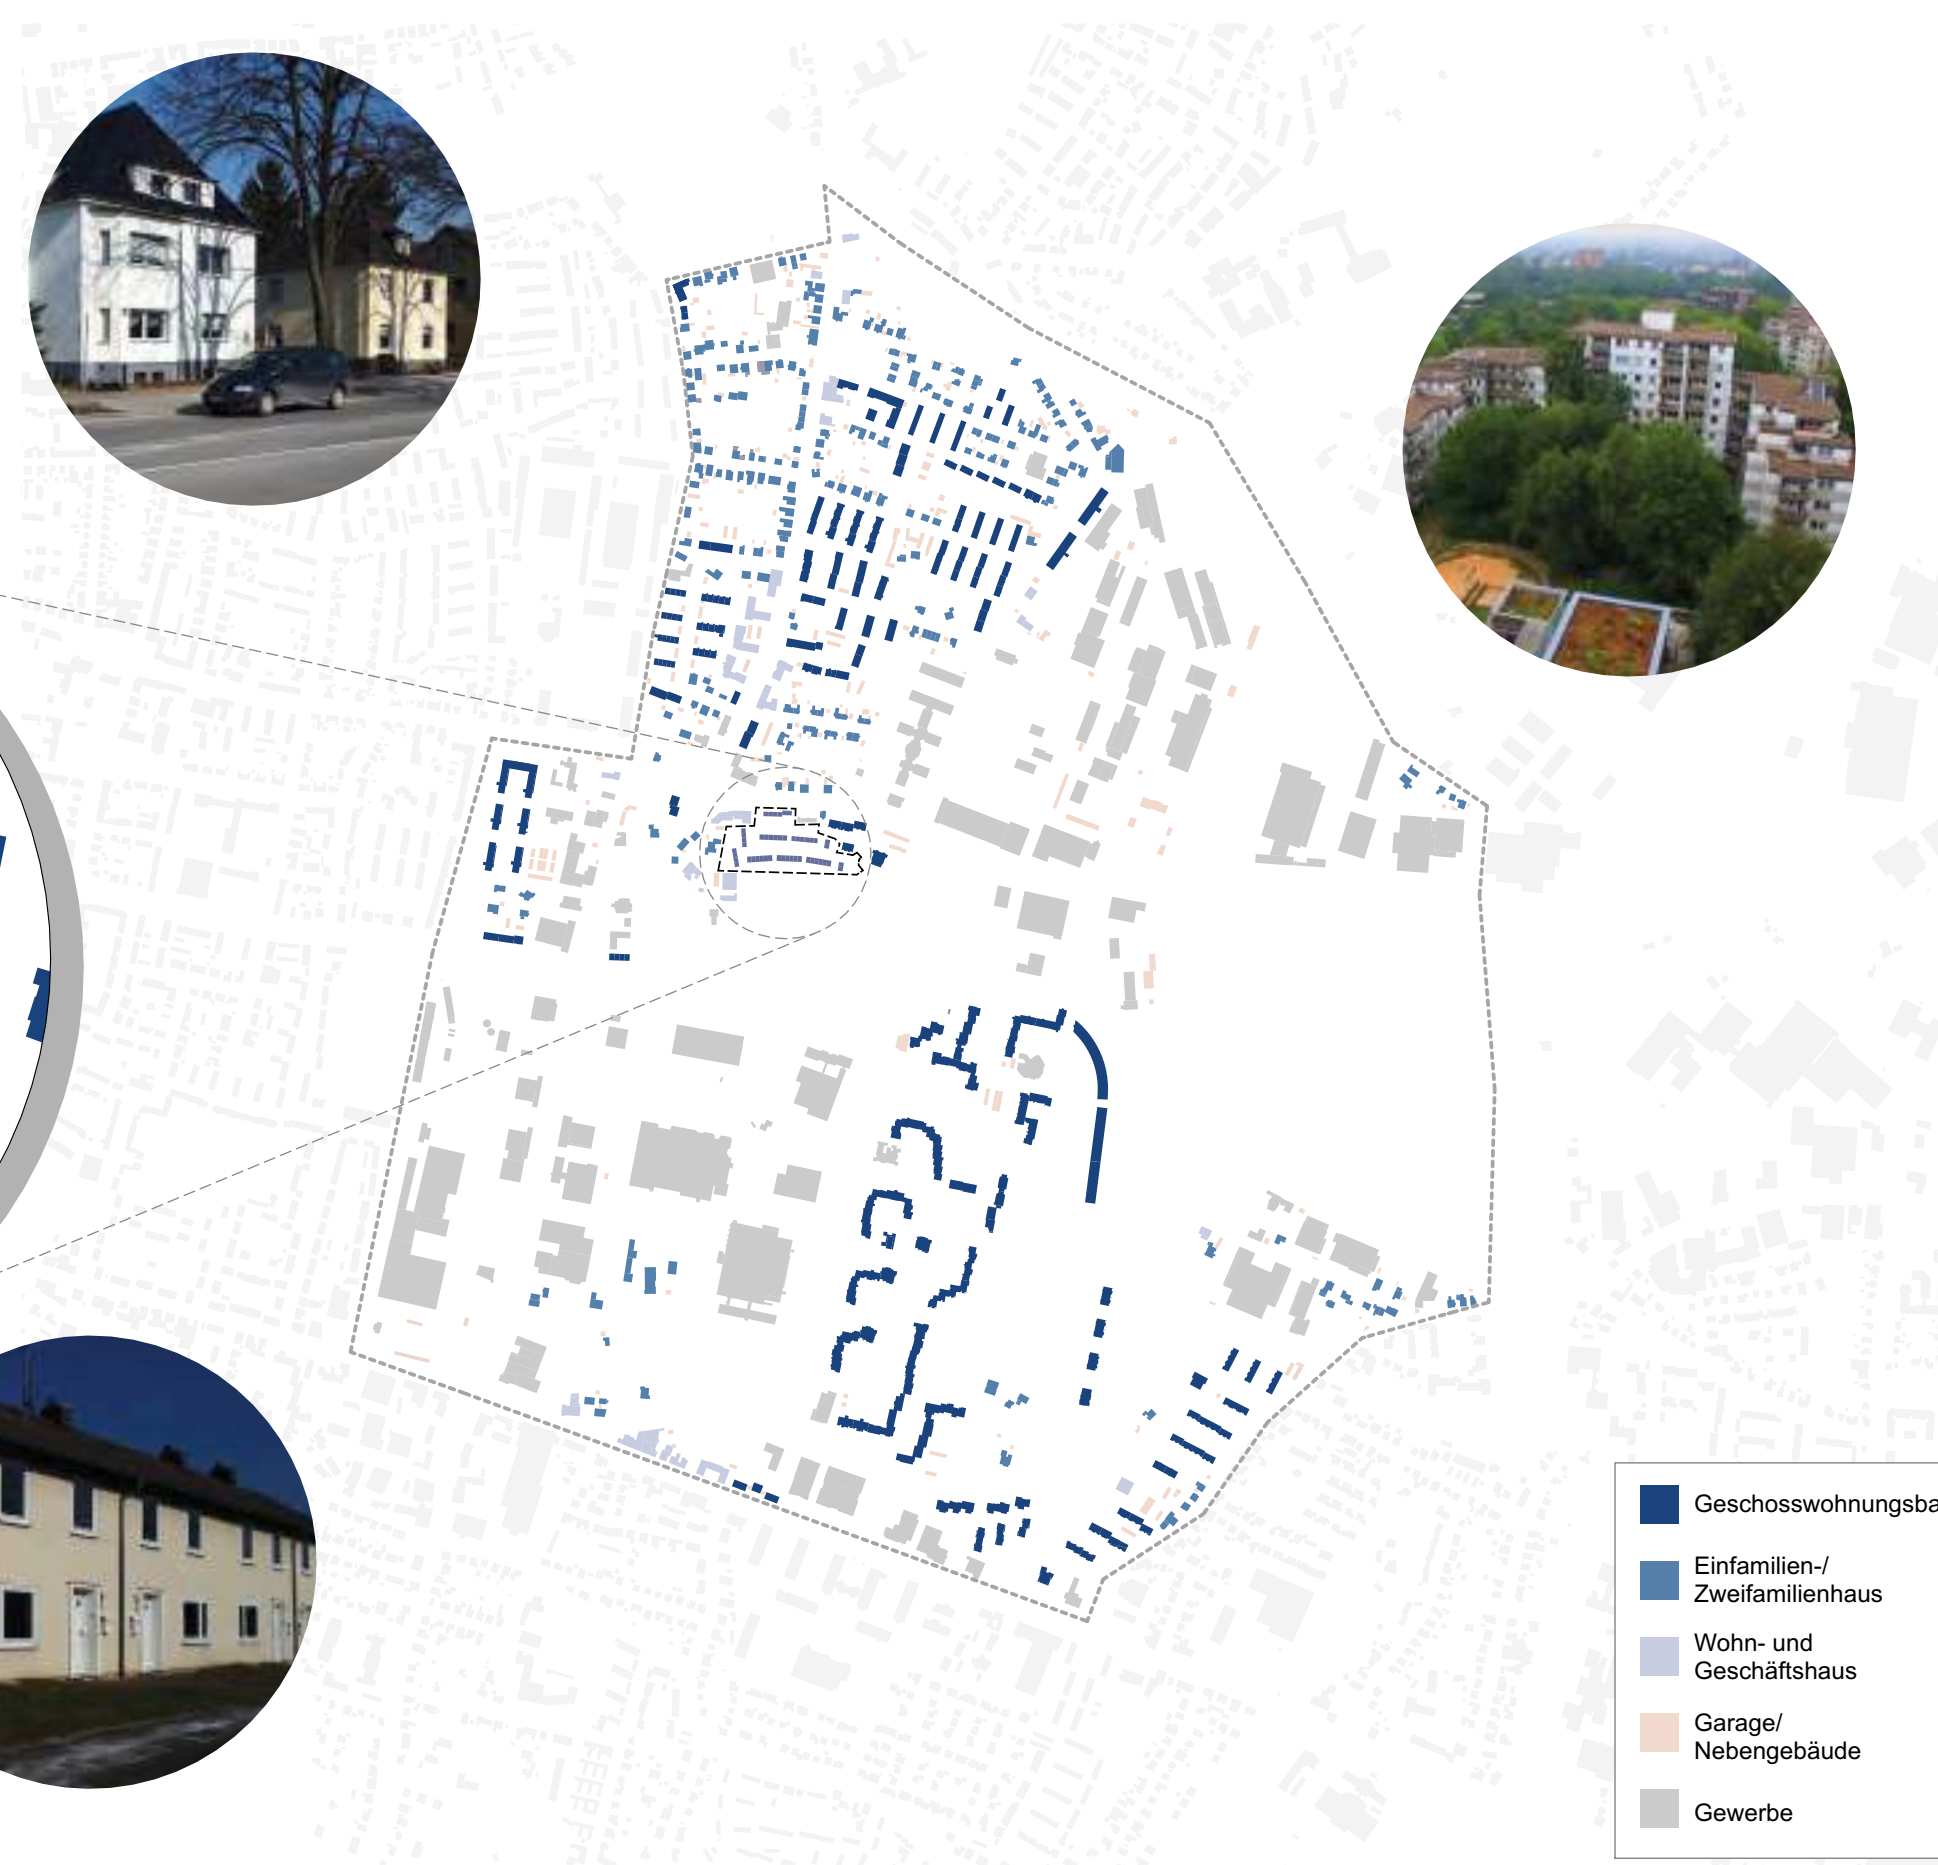 Geschosswohnungsba
Einfamilien-/
Zweifamilienhaus
Wohn- und
Geschäftshaus
Garage/
Nebengebäude
Gewerbe